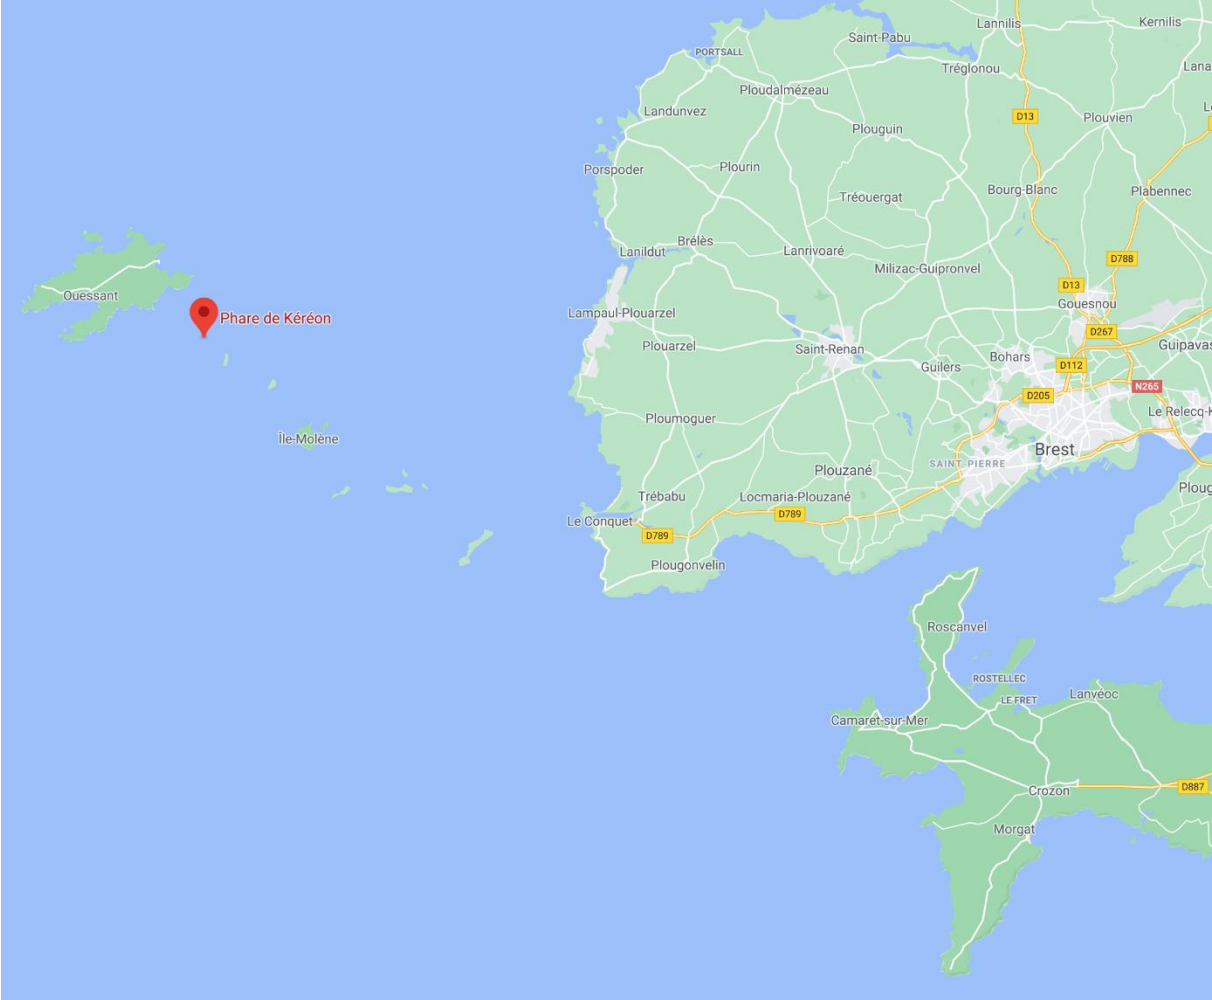 Lannilis
Kernilis
Saint-Pabu
PORTSALL
Tréglonou
Lana
Ploudalmézeau
Landunvez
D13
Plouvien
Plouguin
Porspoder
Plourin
Tréouergat
Bourg-Blanc
Plabennec
Lanildut
Brélès
Lanrivoaré
D788
Milizac-Guipronvel
D13
Ouessant
Gouesnou
Phare de Kéréon
Lampaul-Plouarzel
D267
Plouarzel
Saint-Renan
Guipavas
Bohars
Guilers
D112
N265
D205
Le Relecq-K
Ploumoguer
Île-Molène
Brest
SAINT PIERRE
Plouzané
Ploug
Trébabu
Locmaria-Plouzané
D789
Le Conquet
D789
Plougonvelin
Roscanvel
ROSTELLEC
LE FRET
Lanvéoc
Camaret-sur-Mer
D887
Crozon
Morgat